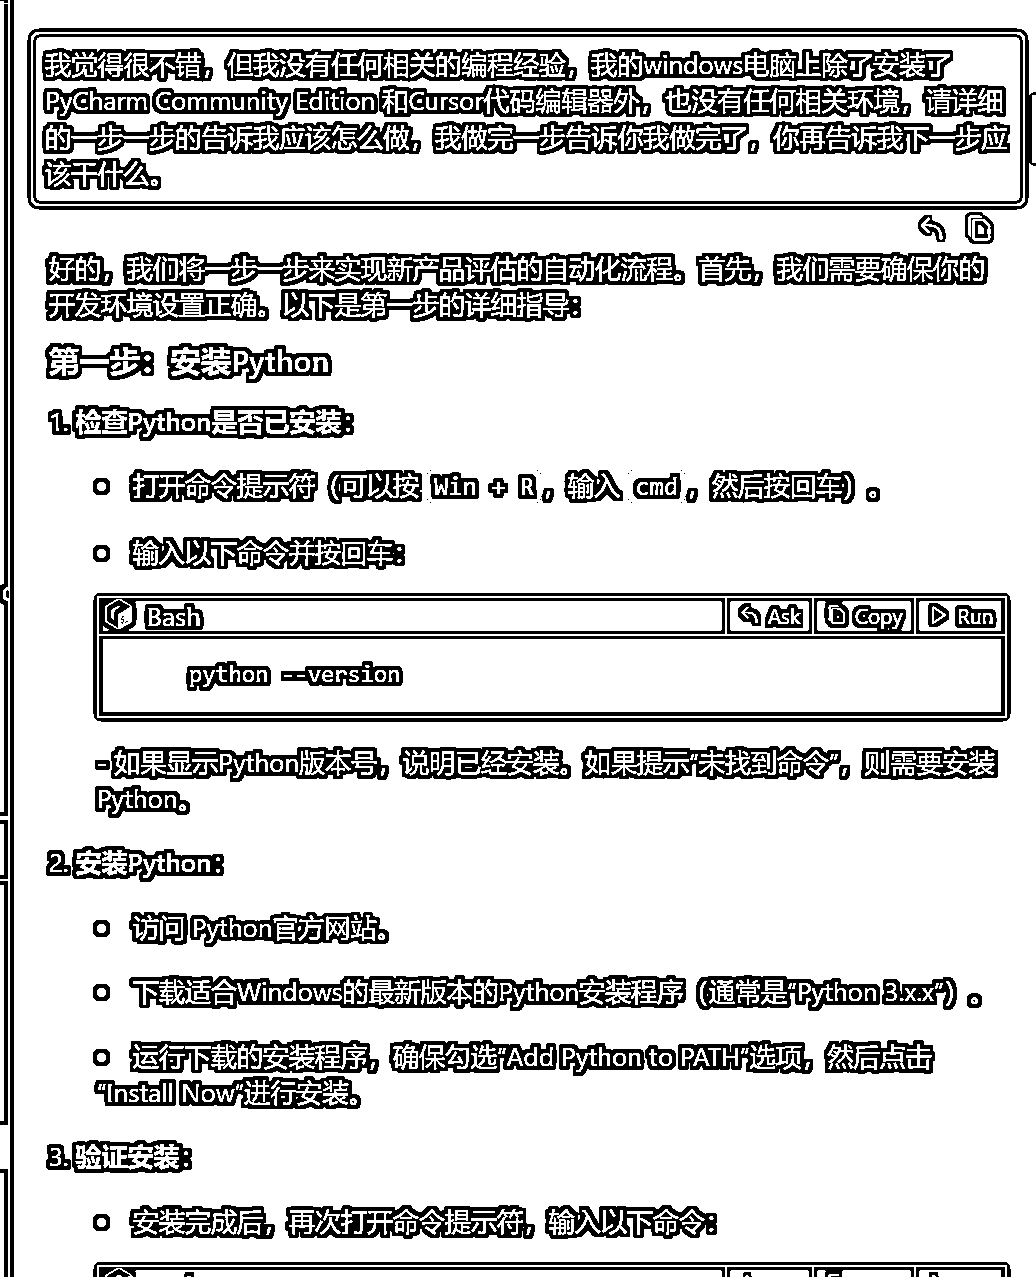 我觉得很不错，但我没有任何相关的编程经验，我的windows电脑上除了安装了
PyCharm Community Edition 和Cursor代码编辑器外，也没有任何相关环境，请详细
的一步一步的告诉我应该怎么做，我做完一步告诉你我做完了，你再告诉我下一步应
该干什么。
好的，我们将一步一步来实现新产品评估的自动化流程。首先，我们需要确保你的
开发环境设置正确。以下是第一步的详细指导：
第一步：安装Python
1. 检查Python是否已安装：
打开命令提示符（可以按 Win + R，输入 cmd，然后按回车）。
输入以下命令并按回车：
Bash Ask Copy Run
python --version
- 如果显示Python版本号，说明已经安装。如果提示“未找到命令”，则需要安装
Python。
2. 安装Python：
访问 Python官方网站。
下载适合Windows的最新版本的Python安装程序（通常是“Python 3.x.x”）。
运行下载的安装程序，确保勾选“Add Python to PATH”选项，然后点击
“Install Now”进行安装。
3. 验证安装：
安装完成后，再次打开命令提示符，输入以下命令：